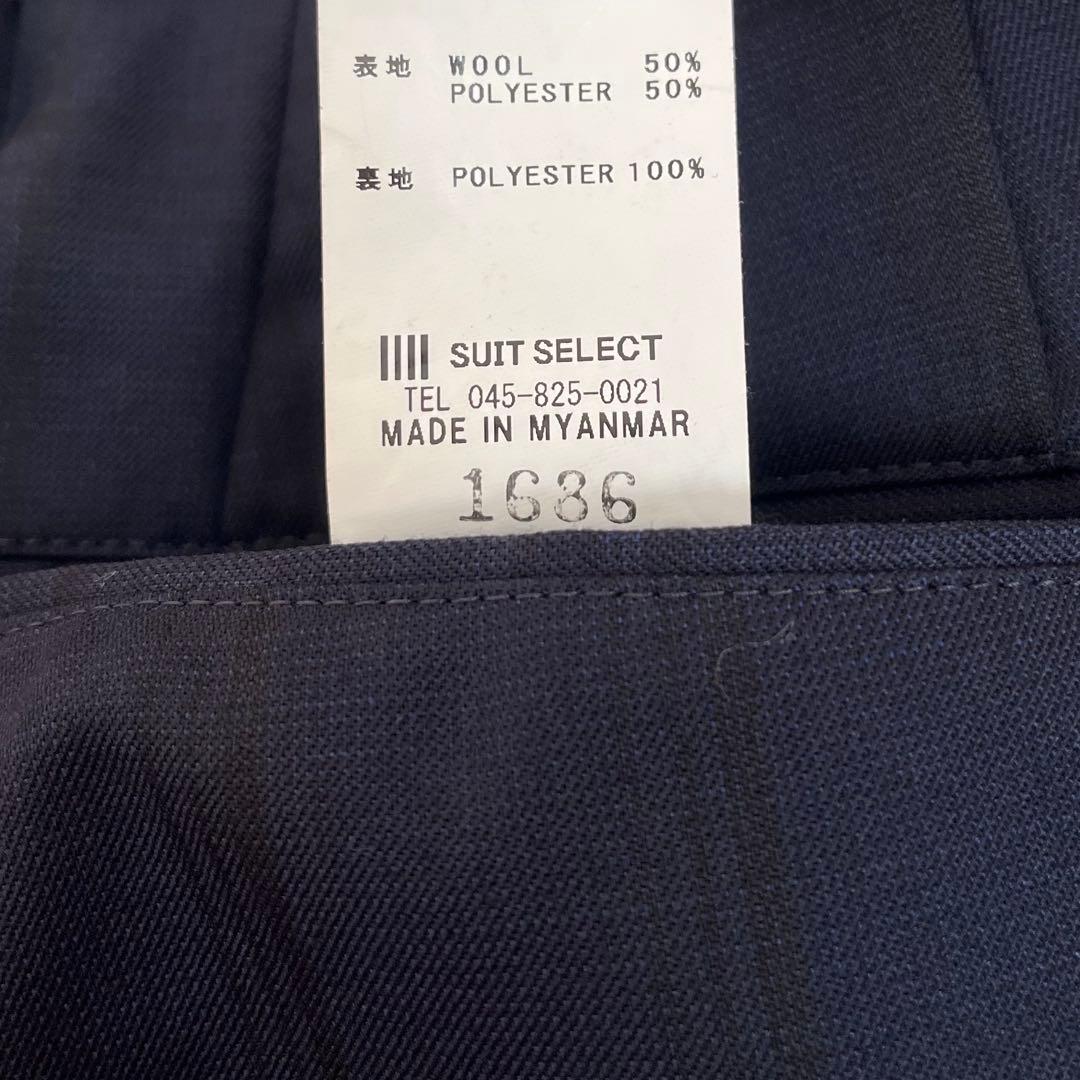 表地 WOOL 50%
POLYESTER 50%
裏地 POLYESTER 100%
SUIT SELECT
TEL 045-825-0021
MADE IN MYANMAR
1686